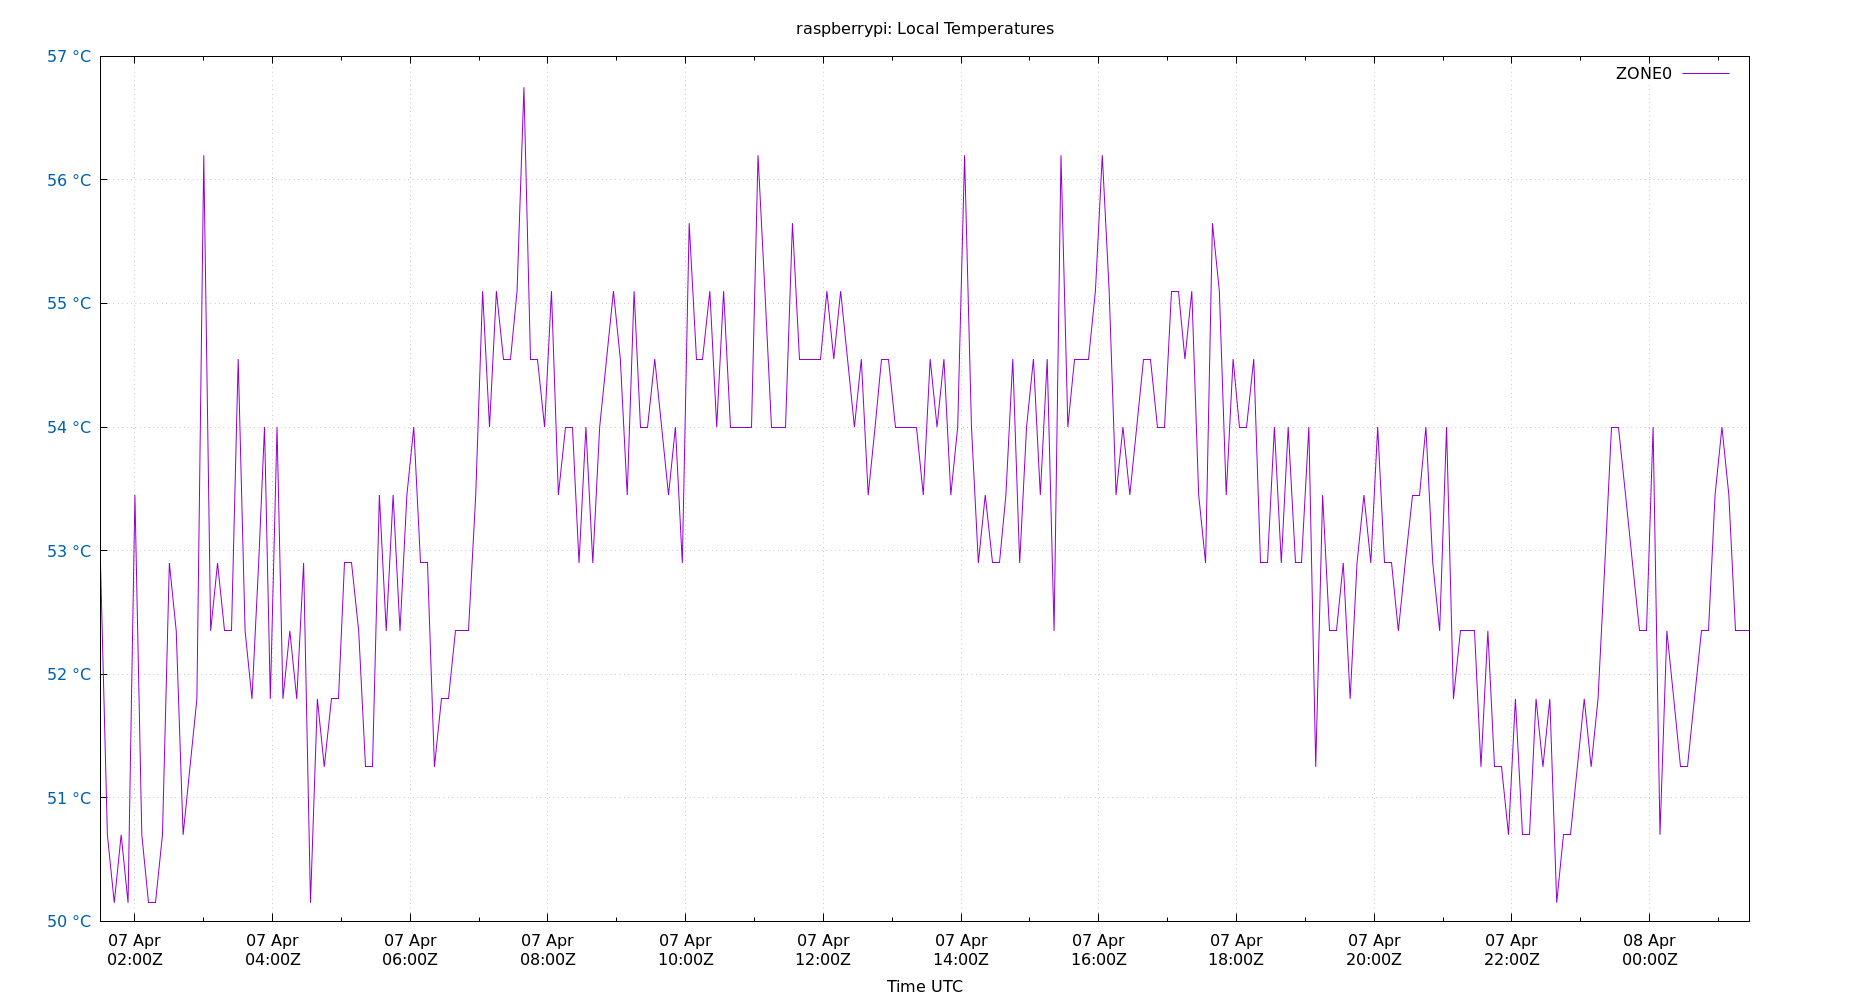 raspberrypi: Local Temperatures
57 °C
ZONE0
56 °C
55 °C
54 °C
53 °C
52 °C
51 °C
50 °C
07 Apr 07 Apr 07 Apr 07 Apr 07 Apr 07 Apr 07 Apr 07 Apr 07 Apr 07 Apr 07 Apr 08 Apr
02:00Z 04:00Z 06:00Z 08:00Z 10:00Z 12:00Z 14:00Z 16:00Z 18:00Z 20:00Z 22:00Z 00:00Z
Time UTC